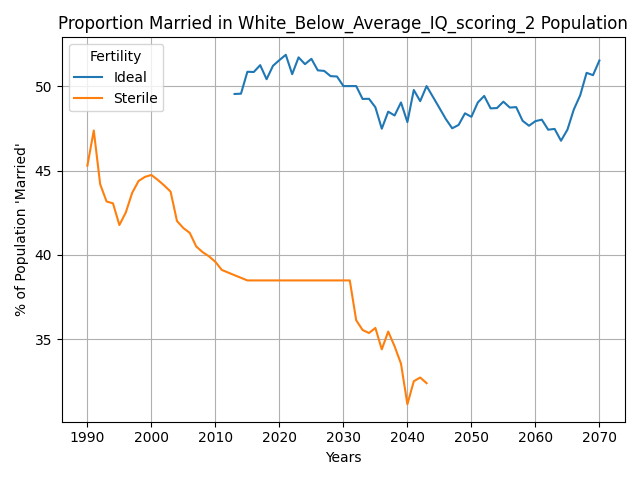 Proportion Married in White_Below_Average_IQ_scoring_2 Population
Fertility
Ideal
Sterile
% of Population 'Married'
50
45
40
35
1990 2000 2010 2020 2030 2040 2050 2060 2070
Years